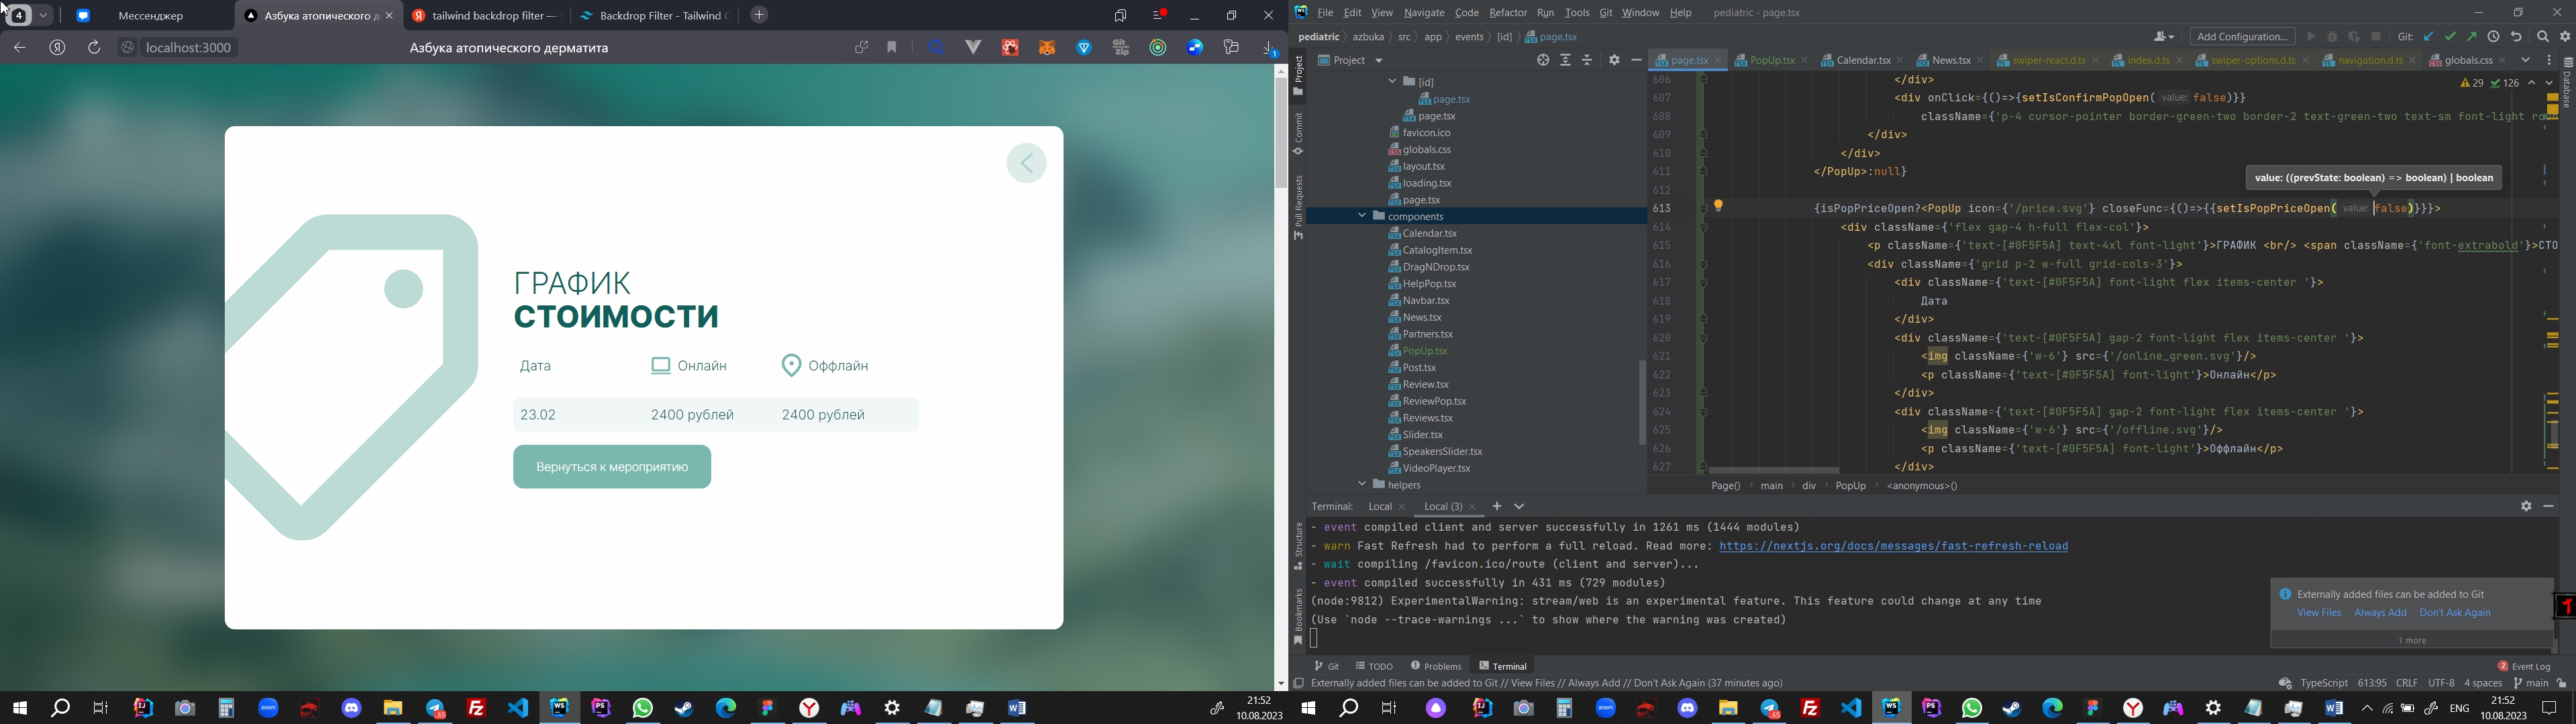 4
Мессенджер
Азбука атопического д
tailwind backdrop filter —
Backdrop Filter - Tailwind C
localhost:3000
Азбука атопического дерматита
1
ГРАФИК
СТОИМОСТИ
Дата
Онлайн
Оффлайн
23.02
2400 рублей
2400 рублей
Вернуться к мероприятию
21:52
10.08.2023
File Edit View Navigate Code Refactor Run Tools Git Window Help
pediatric - page.tsx
pediatric azbuka src app events [id] page.tsx
Add Configuration...
Git:
Project
page.tsx PopUp.tsx Calendar.tsx News.tsx swiper-react.d.ts index.d.ts swiper-options.d.ts navigation.d.ts globals.css
Project
Commit
Pull Requests
Structure
Bookmarks
Database
[id]
page.tsx
page.tsx
favicon.ico
globals.css
layout.tsx
loading.tsx
page.tsx
components
Calendar.tsx
CatalogItem.tsx
DragNDrop.tsx
HelpPop.tsx
Navbar.tsx
News.tsx
Partners.tsx
PopUp.tsx
Post.tsx
Review.tsx
ReviewPop.tsx
Reviews.tsx
Slider.tsx
SpeakersSlider.tsx
VideoPlayer.tsx
helpers
29 126
606 </div>
607 <div onClick={()=>{setIsConfirmPopOpen( value: false)}}
608 className={'p-4 cursor-pointer border-green-two border-2 text-green-two text-sm font-light
609 </div>
610 </div>
611 </PopUp>:null}
612
value: ((prevState: boolean) => boolean) | boolean
613 {isPopPriceOpen?<PopUp icon={'/price.svg'} closeFunc={()=>{{setIsPopPriceOpen( value: false)}}}>
614 <div className={'flex gap-4 h-full flex-col'}>
615 <p className={'text-[#0F5F5A] text-4xl font-light'}>ГРАФИК <br/> <span className={'font-extrabold'}>СТО
616 <div className={'grid p-2 w-full grid-cols-3'}>
617 <div className={'text-[#0F5F5A] font-light flex items-center '}>
618 Дата
619 </div>
620 <div className={'text-[#0F5F5A] gap-2 font-light flex items-center '}>
621 <img className={'w-6'} src={'/online_green.svg'}/>
622 <p className={'text-[#0F5F5A] font-light'}>Онлайн</p>
623 </div>
624 <div className={'text-[#0F5F5A] gap-2 font-light flex items-center '}>
625 <img className={'w-6'} src={'/offline.svg'}/>
626 <p className={'text-[#0F5F5A] font-light'}>Оффлайн</p>
627 </div>
Page() main div PopUp <anonymous>()
Terminal: Local Local (3)
- event compiled client and server successfully in 1261 ms (1444 modules)
- warn Fast Refresh had to perform a full reload. Read more: https://nextjs.org/docs/messages/fast-refresh-reload
- wait compiling /favicon.ico/route (client and server)...
- event compiled successfully in 431 ms (729 modules)
(node:9812) ExperimentalWarning: stream/web is an experimental feature. This feature could change at any time
(Use `node --trace-warnings ...` to show where the warning was created)
Externally added files can be added to Git
View Files Always Add Don't Ask Again
1 more
Git TODO Problems Terminal
2 Event Log
Externally added files can be added to Git // View Files // Always Add // Don't Ask Again (37 minutes ago)
TypeScript 613:95 CRLF UTF-8 4 spaces main
ENG
21:52
10.08.2023